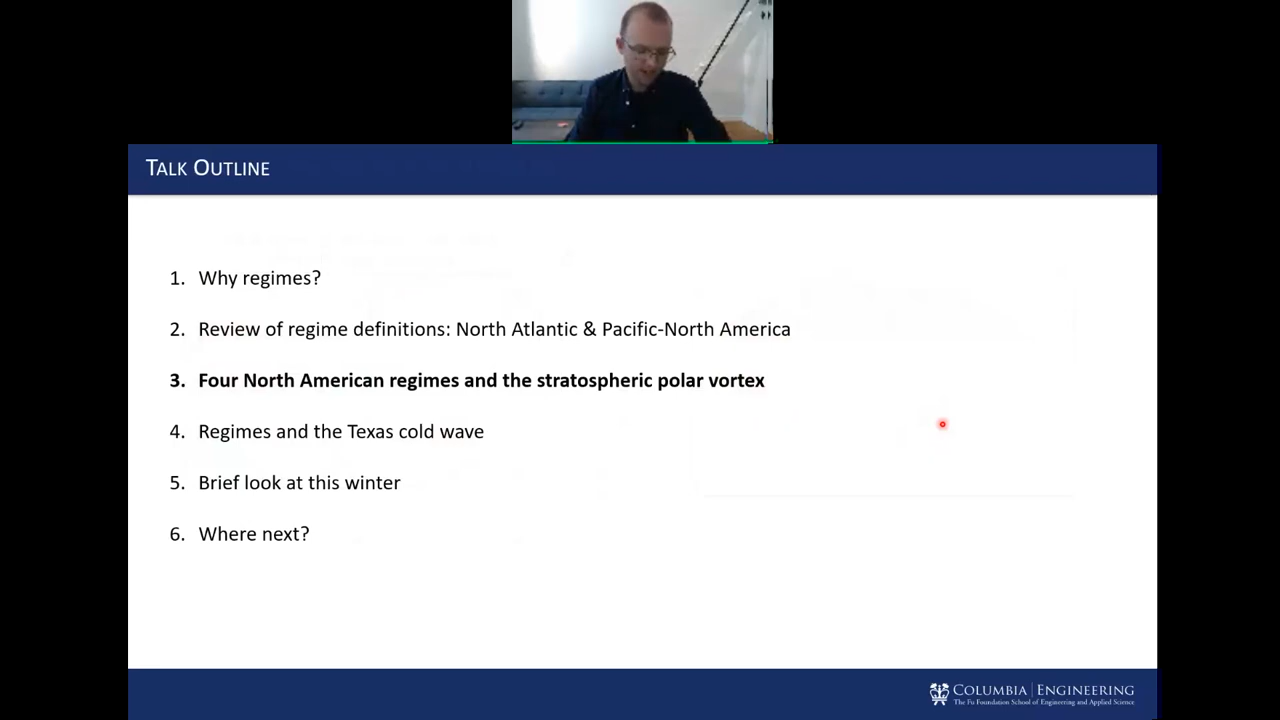 TALK OUTLINE
1. Why regimes?
2. Review of regime definitions: North Atlantic & Pacific-North America
3. Four North American regimes and the stratospheric polar vortex
4. Regimes and the Texas cold wave
5. Brief look at this winter
6. Where next?
COLUMBIA | ENGINEERING
The Fu Foundation School of Engineering and Applied Science